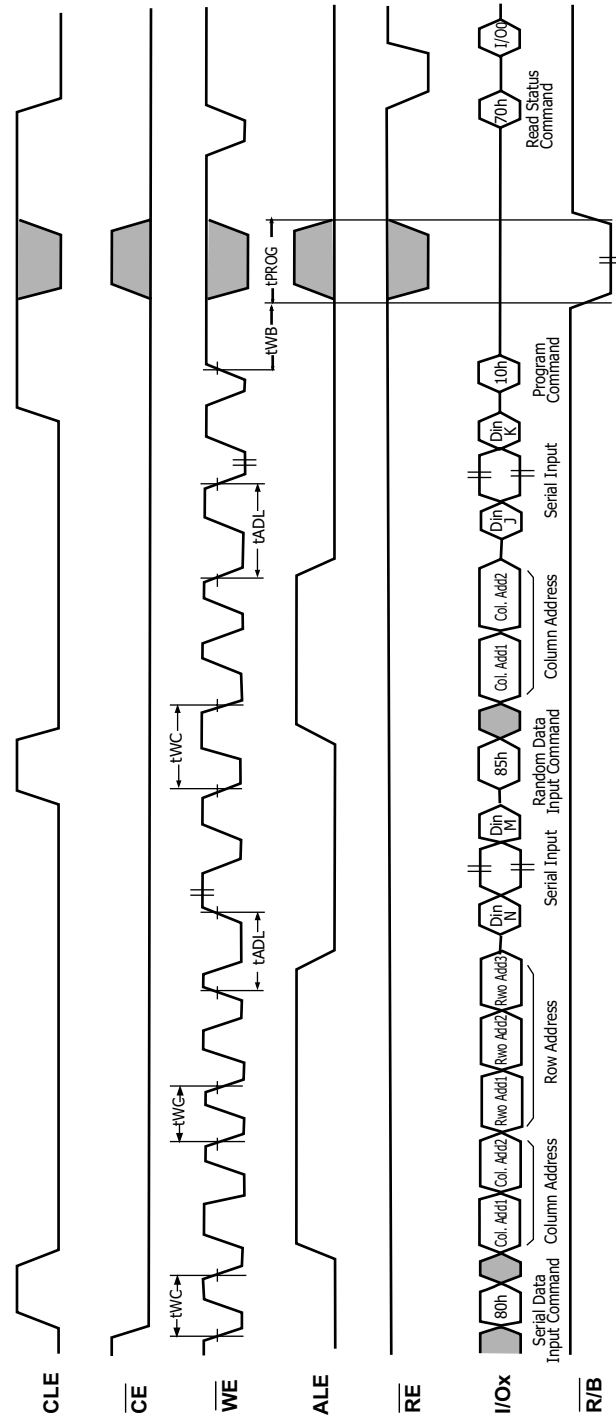 CLE
CE
WE
tWC
tWC
tADL
tWC
tADL
tWB
tPROG
ALE
RE
I/Ox
80h
Col. Add1
Col. Add2
Rwo Add1
Rwo Add2
Rwo Add3
Din
N
Din
M
85h
Col. Add1
Col. Add2
Din
J
Din
K
10h
70h
I/O0
Serial Data
Input Command
Column Address
Row Address
Serial Input
Random Data
Input Command
Column Address
Serial Input
Program
Command
Read Status
Command
R/B